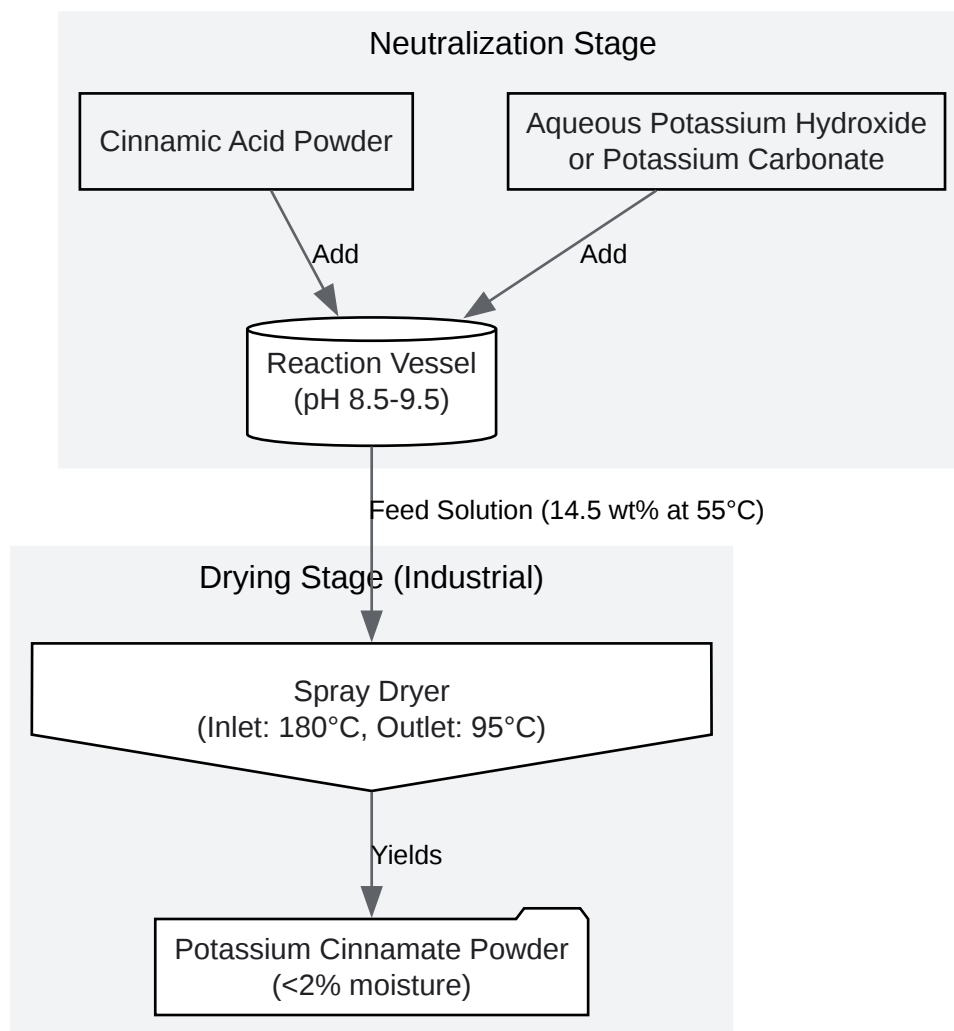 Neutralization Stage
Cinnamic Acid Powder
Aqueous Potassium Hydroxide
or Potassium Carbonate
Add
Add
Reaction Vessel
(pH 8.5-9.5)
Feed Solution (14.5 wt% at 55°C)
Drying Stage (Industrial)
Spray Dryer
(Inlet: 180°C, Outlet: 95°C)
Yields
Potassium Cinnamate Powder
(<2% moisture)